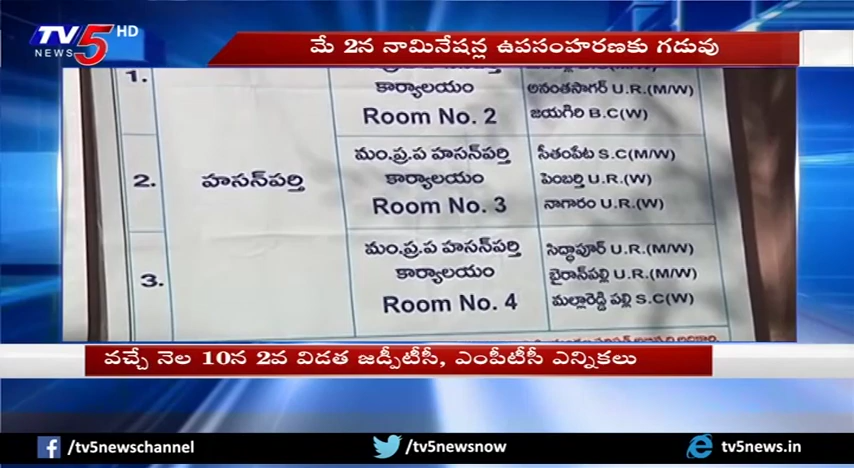 TV5 HD
NEWS
మే 2న నామినేషన్ల ఉపసంహరణకు గడువు
1.
కార్యాలయం
Room No. 2
అనంతసాగర్ U.R.(M/W)
జయగిరి B.C(W)
2.
హసన్‌పర్తి
మం.ప్ర.ప హసన్‌పర్తి
కార్యాలయం
Room No. 3
సీతంపేట S.C(M/W)
పెంబర్తి U.R.(W)
నాగారం U.R.(W)
3.
మం.ప్ర.ప హసన్‌పర్తి
కార్యాలయం
Room No. 4
సిద్ధాపూర్ U.R.(M/W)
బైరాన్‌పల్లి U.R.(M/W)
మల్లారెడ్డి పల్లి S.C(W)
వచ్చే నెల 10న 2వ విడత జడ్పీటీసీ, ఎంపీటీసీ ఎన్నికలు
/tv5newschannel
/tv5newsnow
tv5news.in